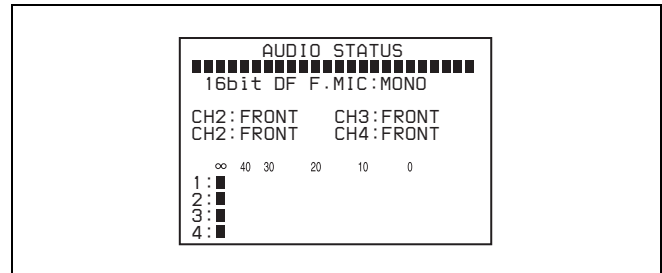 AUDIO STATUS
16bit DF F.MIC:MONO
CH2:FRONT CH3:FRONT
CH2:FRONT CH4:FRONT
∞ 40 30 20 10 0
1:
2:
3:
4: